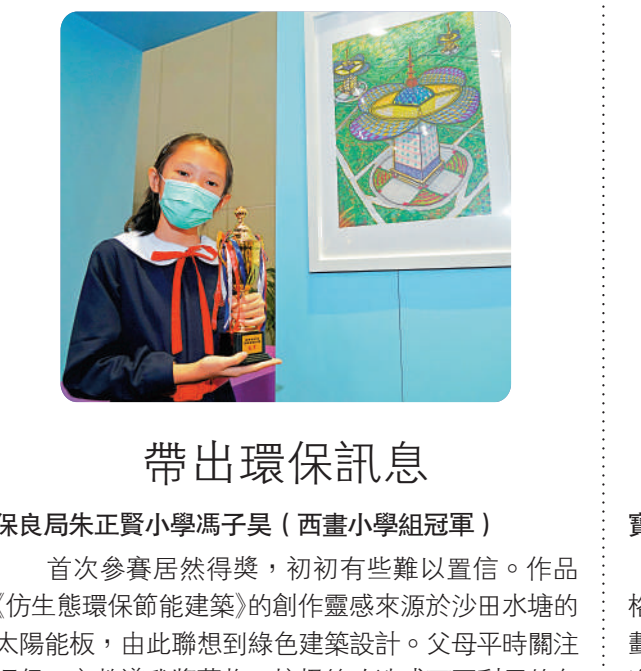 帶出環保訊息
保良局朱正賢小學馮子昊（西畫小學組冠軍）
首次參賽居然得獎，初初有些難以置信。作品
《仿生態環保節能建築》的創作靈感來源於沙田水塘的
太陽能板，由此聯想到綠色建築設計。父母平時關注